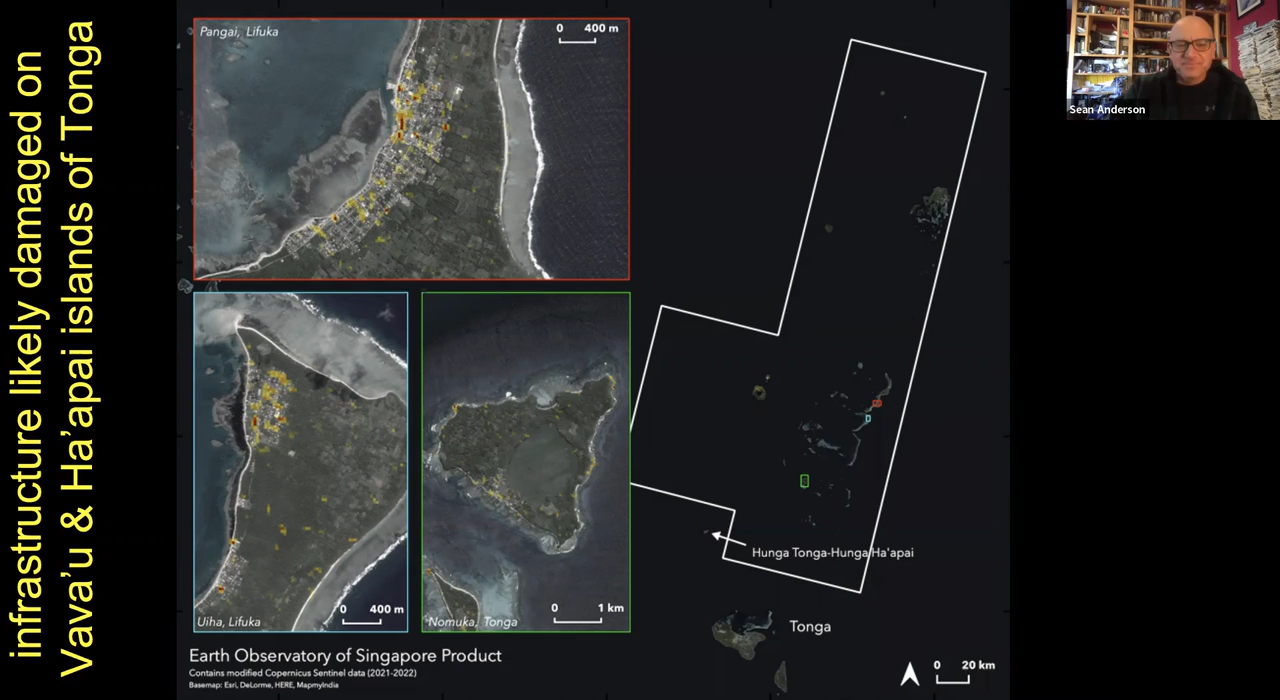 infrastructure likely damaged on
Vava'u & Ha'apai islands of Tonga
Pangai, Lifuka
0 400 m
Uiha, Lifuka
0 400 m
Nomuka, Tonga
0 1 km
Hunga Tonga-Hunga Ha'apai
Tonga
0 20 km
Earth Observatory of Singapore Product
Contains modified Copernicus Sentinel data (2021-2022)
Basemap: Esri, DeLorme, HERE, MapmyIndia
Sean Anderson